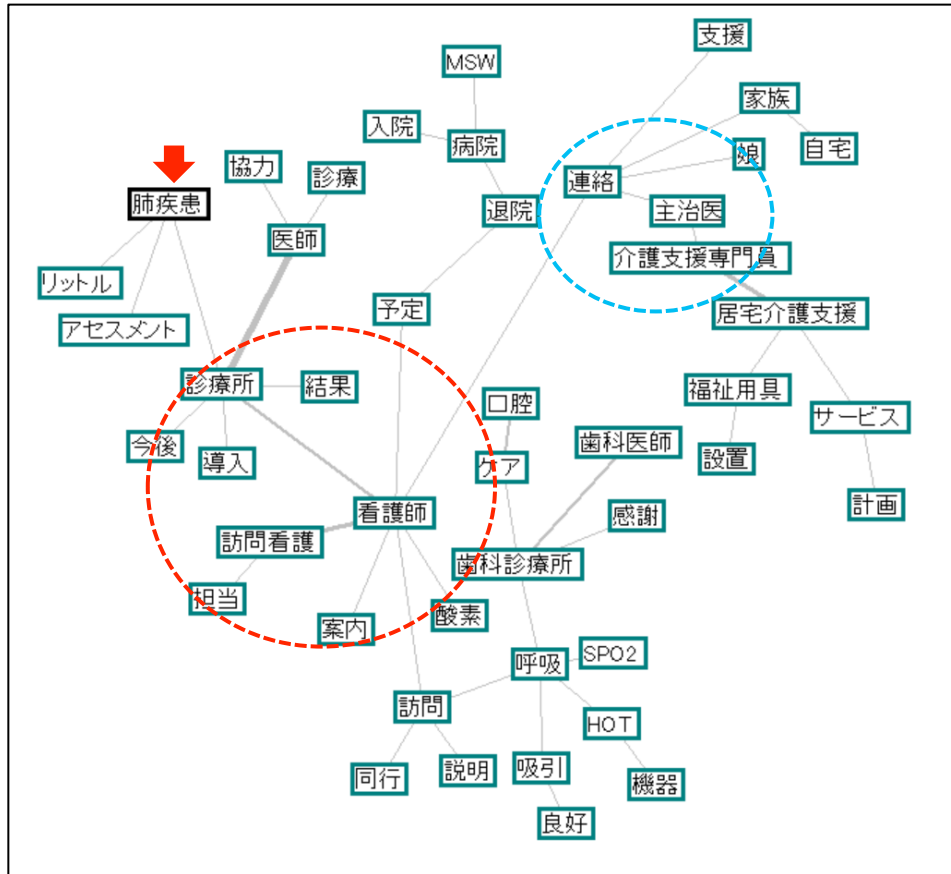 支援
MSW
家族
入院
病院
自宅
協力
診療
娘
連絡
肺疾患
退院
主治医
医師
介護支援専門員
リットル
予定
居宅介護支援
アセスメント
診療所
結果
福祉用具
口腔
サービス
今後
歯科医師
導入
ケア
設置
計画
看護師
感謝
訪問看護
歯科診療所
担当
酸素
案内
呼吸
SPO2
訪問
HOT
同行
説明
吸引
機器
良好